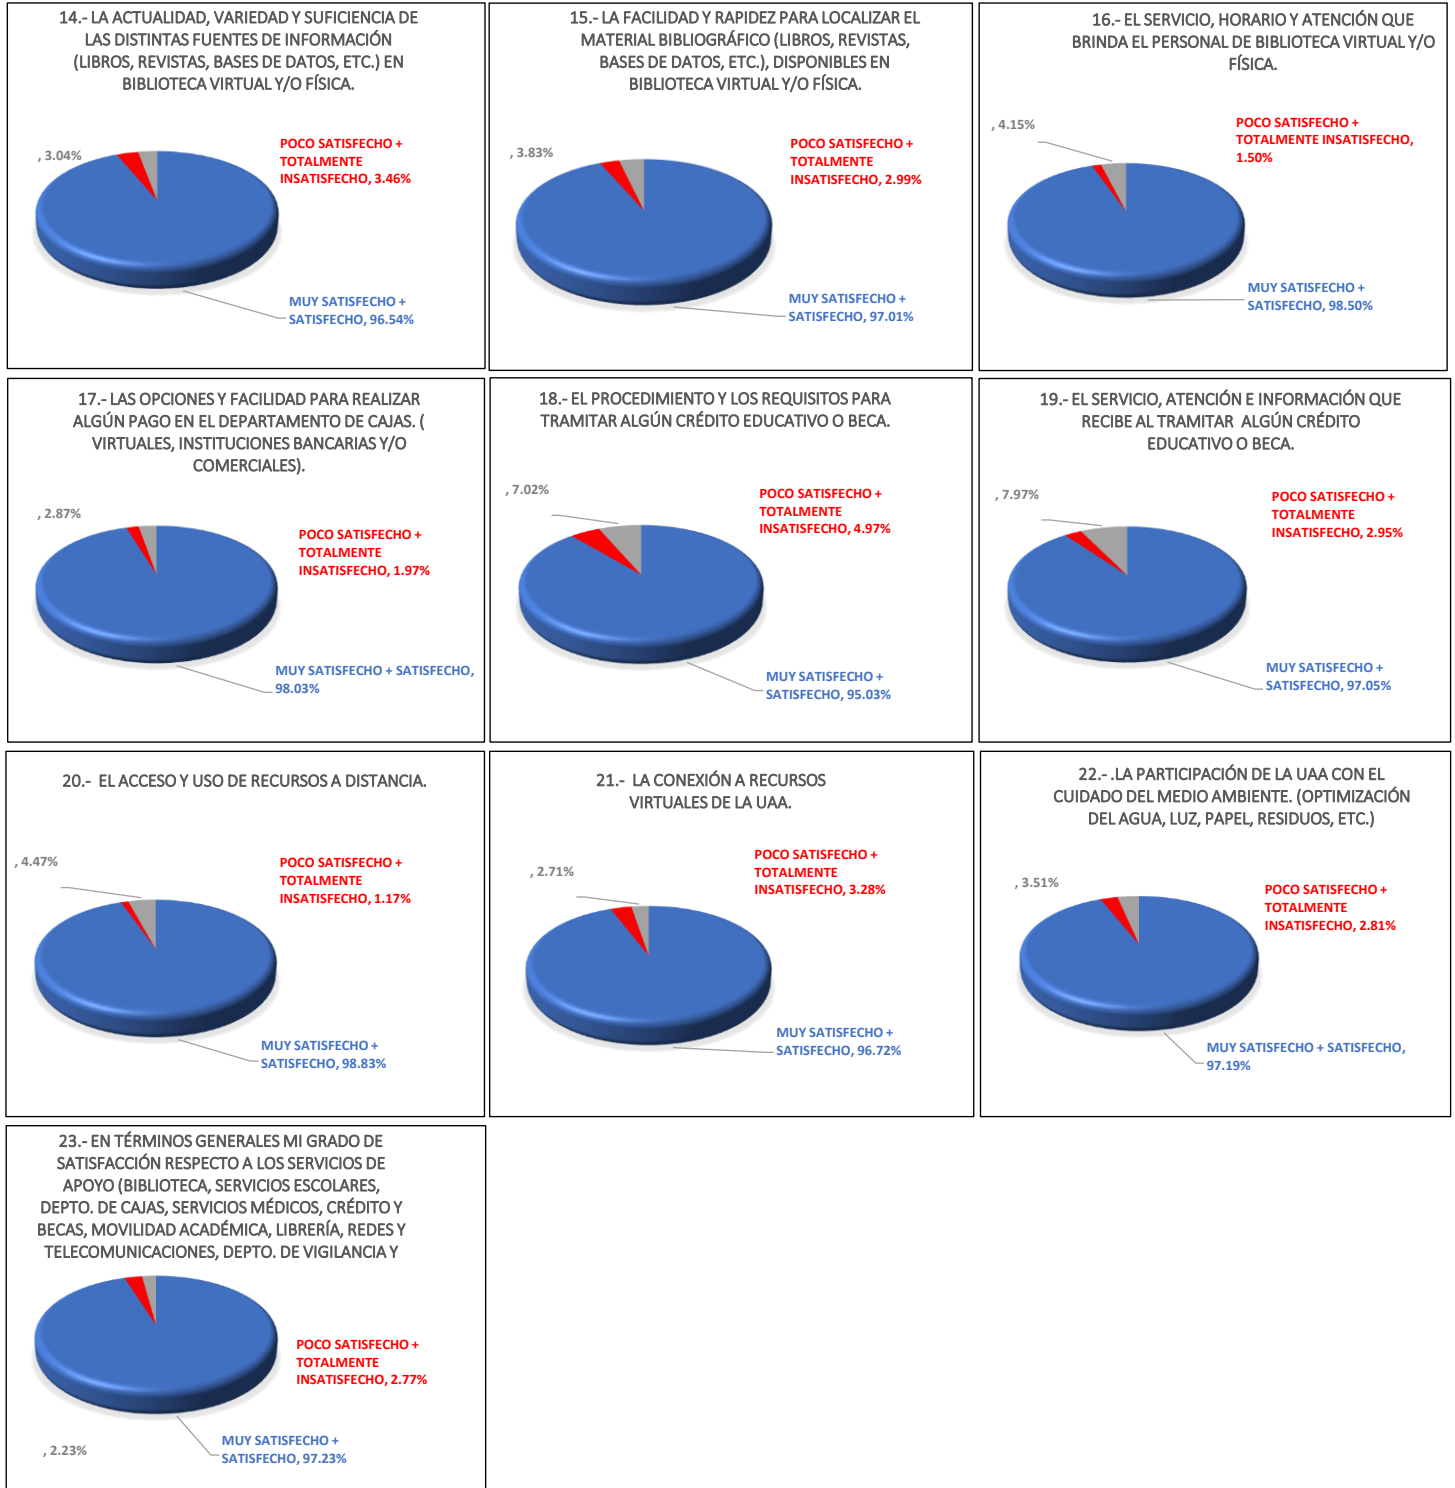 14.- LA ACTUALIDAD, VARIEDAD Y SUFICIENCIA DE
LAS DISTINTAS FUENTES DE INFORMACIÓN
(LIBROS, REVISTAS, BASES DE DATOS, ETC.) EN
BIBLIOTECA VIRTUAL Y/O FÍSICA.
, 3.04%
POCO SATISFECHO +
TOTALMENTE
INSATISFECHO, 3.46%
MUY SATISFECHO +
SATISFECHO, 96.54%
15.- LA FACILIDAD Y RAPIDEZ PARA LOCALIZAR EL
MATERIAL BIBLIOGRÁFICO (LIBROS, REVISTAS,
BASES DE DATOS, ETC.), DISPONIBLES EN
BIBLIOTECA VIRTUAL Y/O FÍSICA.
, 3.83%
POCO SATISFECHO +
TOTALMENTE
INSATISFECHO, 2.99%
MUY SATISFECHO +
SATISFECHO, 97.01%
16.- EL SERVICIO, HORARIO Y ATENCIÓN QUE
BRINDA EL PERSONAL DE BIBLIOTECA VIRTUAL Y/O
FÍSICA.
, 4.15%
POCO SATISFECHO +
TOTALMENTE INSATISFECHO,
1.50%
MUY SATISFECHO +
SATISFECHO, 98.50%
17.- LAS OPCIONES Y FACILIDAD PARA REALIZAR
ALGÚN PAGO EN EL DEPARTAMENTO DE CAJAS. (
VIRTUALES, INSTITUCIONES BANCARIAS Y/O
COMERCIALES).
, 2.87%
POCO SATISFECHO +
TOTALMENTE
INSATISFECHO, 1.97%
MUY SATISFECHO + SATISFECHO,
98.03%
18.- EL PROCEDIMIENTO Y LOS REQUISITOS PARA
TRAMITAR ALGÚN CRÉDITO EDUCATIVO O BECA.
, 7.02%
POCO SATISFECHO +
TOTALMENTE
INSATISFECHO, 4.97%
MUY SATISFECHO +
SATISFECHO, 95.03%
19.- EL SERVICIO, ATENCIÓN E INFORMACIÓN QUE
RECIBE AL TRAMITAR  ALGÚN CRÉDITO
EDUCATIVO O BECA.
, 7.97%
POCO SATISFECHO +
TOTALMENTE
INSATISFECHO, 2.95%
MUY SATISFECHO +
SATISFECHO, 97.05%
20.-  EL ACCESO Y USO DE RECURSOS A DISTANCIA.
, 4.47%
POCO SATISFECHO +
TOTALMENTE
INSATISFECHO, 1.17%
MUY SATISFECHO +
SATISFECHO, 98.83%
21.-  LA CONEXIÓN A RECURSOS
VIRTUALES DE LA UAA.
, 2.71%
POCO SATISFECHO +
TOTALMENTE
INSATISFECHO, 3.28%
MUY SATISFECHO +
SATISFECHO, 96.72%
22.- .LA PARTICIPACIÓN DE LA UAA CON EL
CUIDADO DEL MEDIO AMBIENTE. (OPTIMIZACIÓN
DEL AGUA, LUZ, PAPEL, RESIDUOS, ETC.)
, 3.51%
POCO SATISFECHO +
TOTALMENTE
INSATISFECHO, 2.81%
MUY SATISFECHO + SATISFECHO,
97.19%
23.- EN TÉRMINOS GENERALES MI GRADO DE
SATISFACCIÓN RESPECTO A LOS SERVICIOS DE
APOYO (BIBLIOTECA, SERVICIOS ESCOLARES,
DEPTO. DE CAJAS, SERVICIOS MÉDICOS, CRÉDITO Y
BECAS, MOVILIDAD ACADÉMICA, LIBRERÍA, REDES Y
TELECOMUNICACIONES, DEPTO. DE VIGILANCIA Y
POCO SATISFECHO +
TOTALMENTE
INSATISFECHO, 2.77%
MUY SATISFECHO +
SATISFECHO, 97.23%
, 2.23%